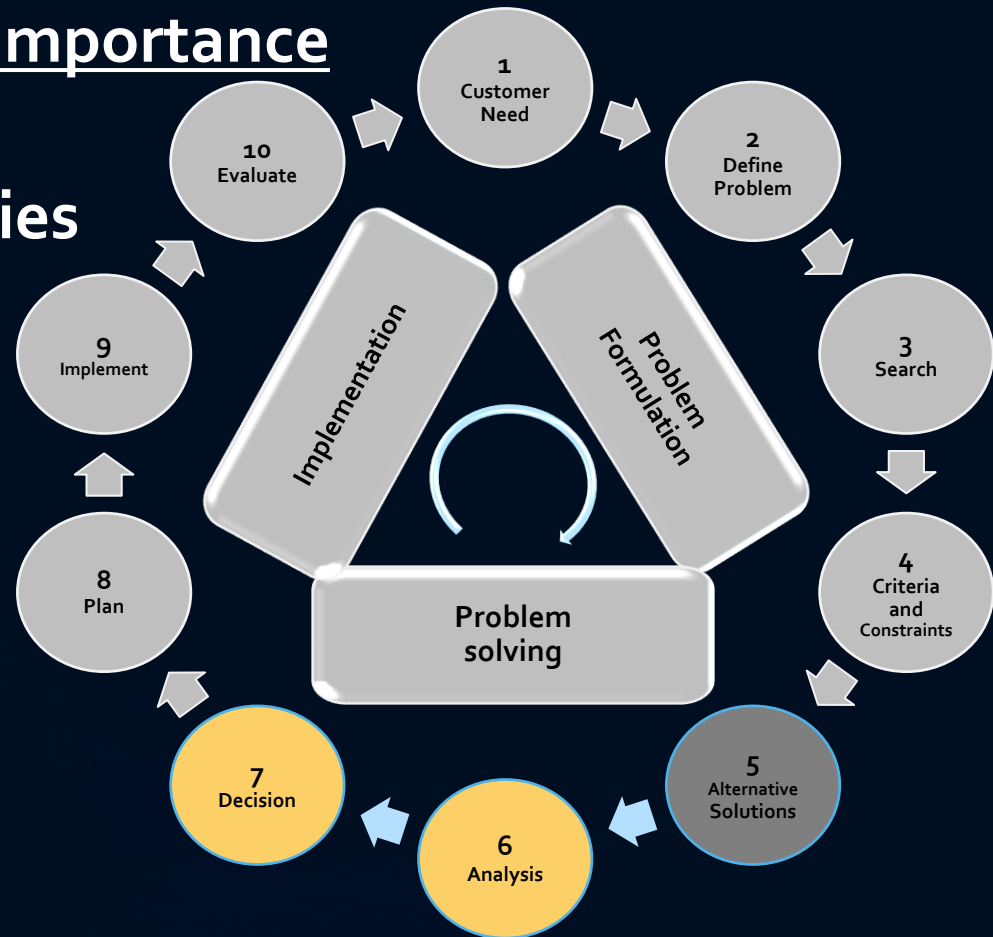 mportance
ies
1
Customer
Need
2
Define
Problem
3
Search
4
Criteria
and
Constraints
5
Alternative
Solutions
6
Analysis
7
Decision
8
Plan
9
Implement
10
Evaluate
Implementation
Problem
Formulation
Problem
solving